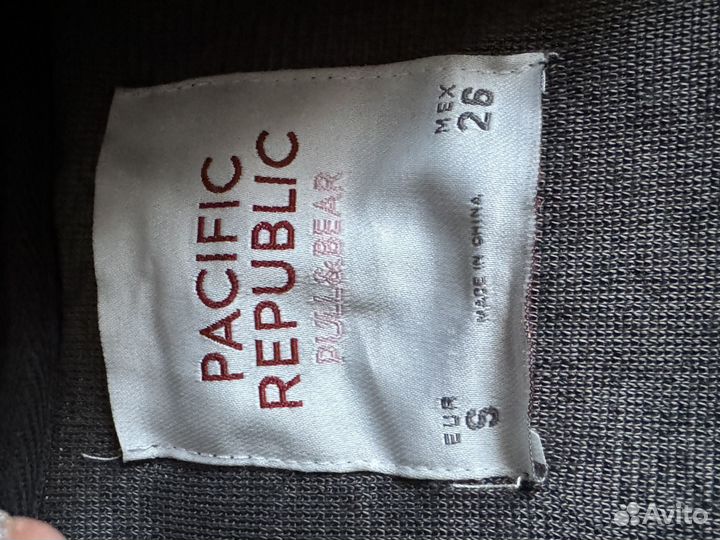 PACIFIC
REPUBLIC
PULL&BEAR
EUR
S
MADE IN CHINA
MEX
26
Avito